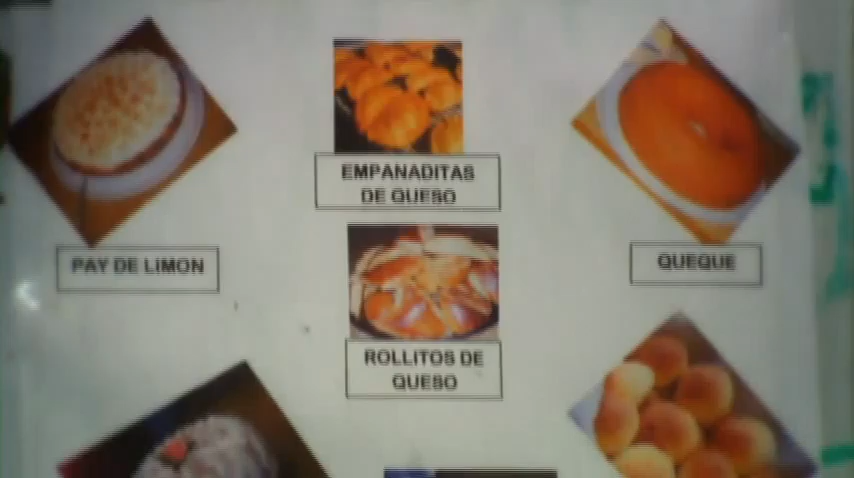 EMPANADITAS
DE QUESO
PAY DE LIMON
QUEQUE
ROLLITOS DE
QUESO